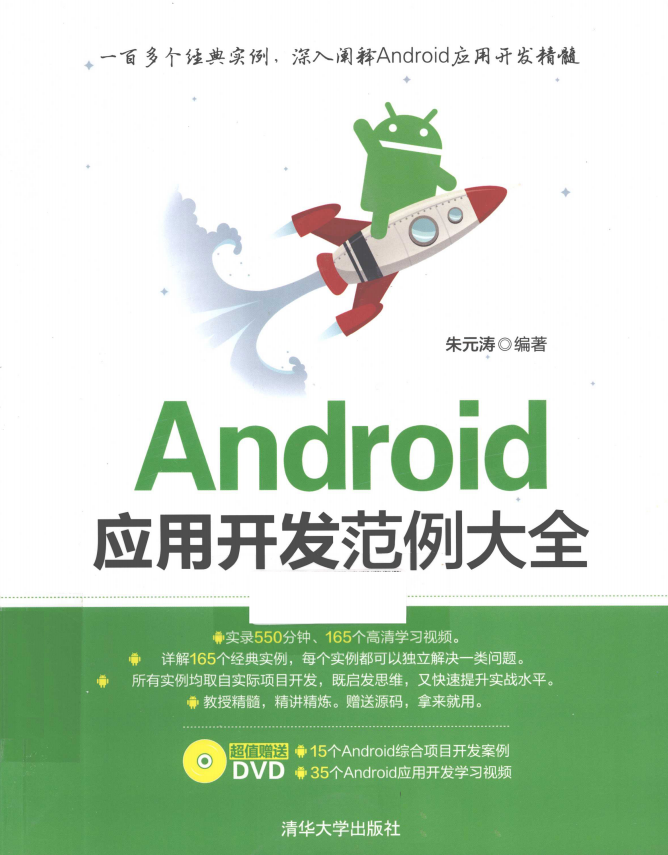 一百多个经典实例，深入阐释Android应用开发精髓
朱元涛◎编著
Android
应用开发范例大全
实录550分钟、165个高清学习视频。
详解165个经典实例，每个实例都可以独立解决一类问题。
所有实例均取自实际项目开发，既启发思维，又快速提升实战水平。
教授精髓，精讲精炼。赠送源码，拿来就用。
超值赠送
DVD
15个Android综合项目开发案例
35个Android应用开发学习视频
清华大学出版社